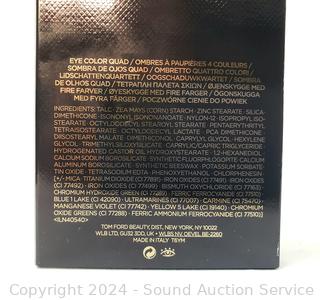 EYE COLOR QUAD / OMBRES À PAUPIÈRES 4 COULEURS /
SOMBRA DE OJOS QUAD / OMBRETTO QUATTRO COLORI /
LIDSCHATTENQUARTETT / OOGSCHADUWKWARTET / SOMBRA
DE OLHOS QUAD / ΤΕΤΡΑΠΛΗ ΠΑΛΕΤΑ ΣΚΙΩΝ / ØJENSKYGGE MED
FIRE FARVER / ØYESKYGGE MED FIRE FARGER / ÖGONSKUGGA
MED FYRA FÄRGER / POCZWÓRNE CIENIE DO POWIEK
INGREDIENTS: TALC • ZEA MAYS (CORN) STARCH • ZINC STEARATE • SILICA
DIMETHICONE • ISONONYL ISONONANOATE • NYLON-12 • ISOPROPYL ISO-
STEARATE • OCTYLDODECYL STEAROYL STEARATE • PENTAERYTHRITYL
TETRAISOSTEARATE • OCTYLDODECYL LACTATE • PCA DIMETHICONE
DIISOSTEARYL MALATE • DIMETHICONE • CAPRYLYL GLYCOL • HEXYLENE
GLYCOL • TRIMETHYLSILOXYSILICATE • CAPRYLIC/CAPRIC TRIGLYCERIDE
HYDROGENATED CASTOR OIL HYDROXYSTEARATE • 1,2-HEXANEDIOL
CALCIUM SODIUM BOROSILICATE • SYNTHETIC FLUORPHLOGOPITE • CALCIUM
ALUMINUM BOROSILICATE • SYNTHETIC BEESWAX • POTASSIUM SORBATE
TIN OXIDE • TETRASODIUM EDTA • PHENOXYETHANOL • CHLORPHENESIN
[+/- MICA • TITANIUM DIOXIDE (CI 77891) • IRON OXIDES (CI 77491) • IRON OXIDES
(CI 77492) • IRON OXIDES (CI 77499) • BISMUTH OXYCHLORIDE (CI 77163) •
CHROMIUM HYDROXIDE GREEN (CI 77289) • FERRIC FERROCYANIDE (CI 77510)
BLUE 1 LAKE (CI 42090) • ULTRAMARINES (CI 77007) • CARMINE (CI 75470)
MANGANESE VIOLET (CI 77742) • YELLOW 5 LAKE (CI 19140) • CHROMIUM
OXIDE GREENS (CI 77288) • FERRIC AMMONIUM FERROCYANIDE (CI 77510)]
<ILN40540>
TOM FORD BEAUTY, DIST., NEW YORK, NY 10022
WLB LTD, GU32 3DD, UK • WLBS NV, OEVEL BE-2260
MADE IN ITALY T6YM
Copyright 2024 - Sound Auction Service